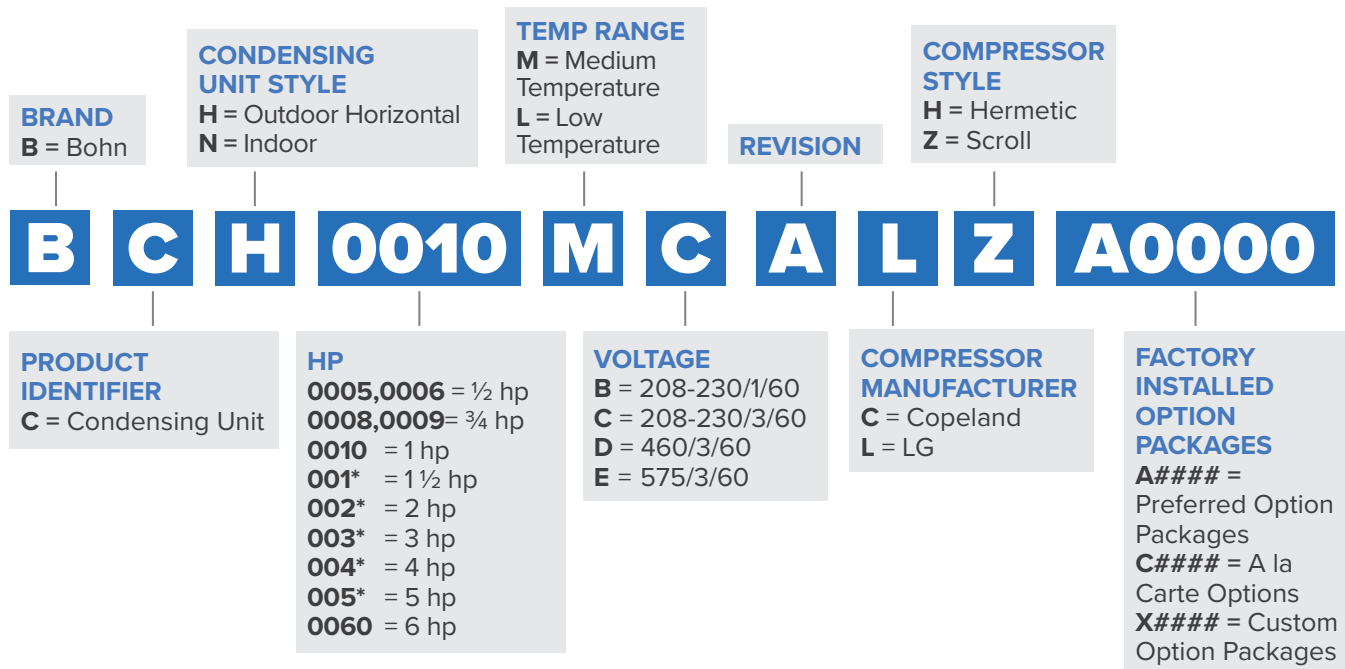 BRAND
B = Bohn
CONDENSING
UNIT STYLE
H = Outdoor Horizontal
N = Indoor
TEMP RANGE
M = Medium
Temperature
L = Low
Temperature
REVISION
COMPRESSOR
STYLE
H = Hermetic
Z = Scroll
B C H 0010 M C A L Z A0000
PRODUCT
IDENTIFIER
C = Condensing Unit
HP
0005,0006 = ½ hp
0008,0009= ¾ hp
0010 = 1 hp
001* = 1 ½ hp
002* = 2 hp
003* = 3 hp
004* = 4 hp
005* = 5 hp
0060 = 6 hp
VOLTAGE
B = 208-230/1/60
C = 208-230/3/60
D = 460/3/60
E = 575/3/60
COMPRESSOR
MANUFACTURER
C = Copeland
L = LG
FACTORY
INSTALLED
OPTION
PACKAGES
A#### =
Preferred Option
Packages
C#### = A la
Carte Options
X#### = Custom
Option Packages